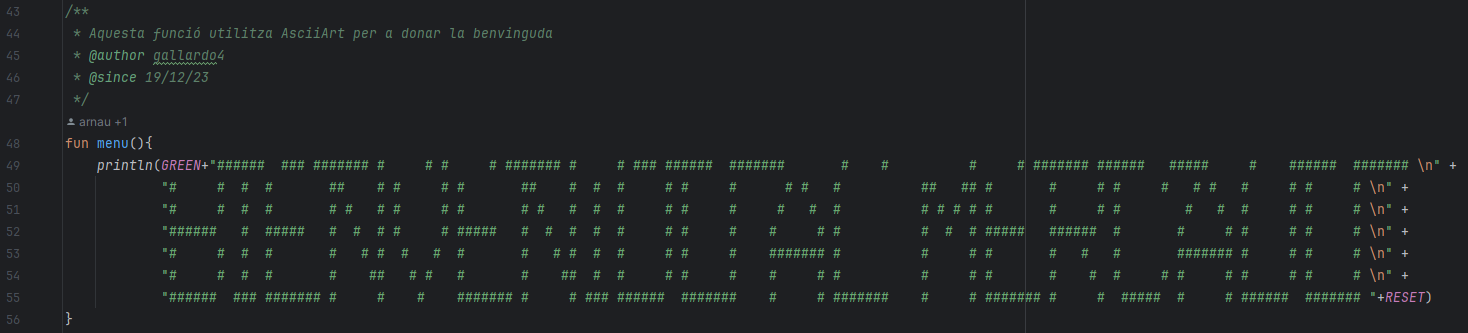 43 /**
44  * Aquesta funció utilitza AsciiArt per a donar la benvinguda
45  * @author gallardo4
46  * @since 19/12/23
47  */
arnau +1
48 fun menu(){
49     println(GREEN+"######  ### ####### #     # #     # ####### #     # ### ######  #######       #    #          #     # ####### ######   #####     #    ######  ####### \n" +
50             "#     #  #  #       ##    # #     # #       ##    #  #  #     # #     #      # #   #          ##   ## #       #     # #     #   # #   #     # #     # \n" +
51             "#     #  #  #       # #   # #     # #       # #   #  #  #     # #     #     #   #  #          # # # # #       #     # #        #   #  #     # #     # \n" +
52             "######   #  #####   #  #  # #     # #####   #  #  #  #  #     # #     #    #     # #          #  #  # #####   ######  #       #     # #     # #     # \n" +
53             "#     #  #  #       #   # #  #   #  #       #   # #  #  #     # #     #    ####### #          #     # #       #   #   #       ####### #     # #     # \n" +
54             "#     #  #  #       #    ##   # #   #       #    ##  #  #     # #     #    #     # #          #     # #       #    #  #     # #     # #     # #     # \n" +
55             "######  ### ####### #     #    #    ####### #     # ### ######  #######    #     # #######    #     # ####### #     #  #####  #     # ######  ####### "+RESET)
56 }